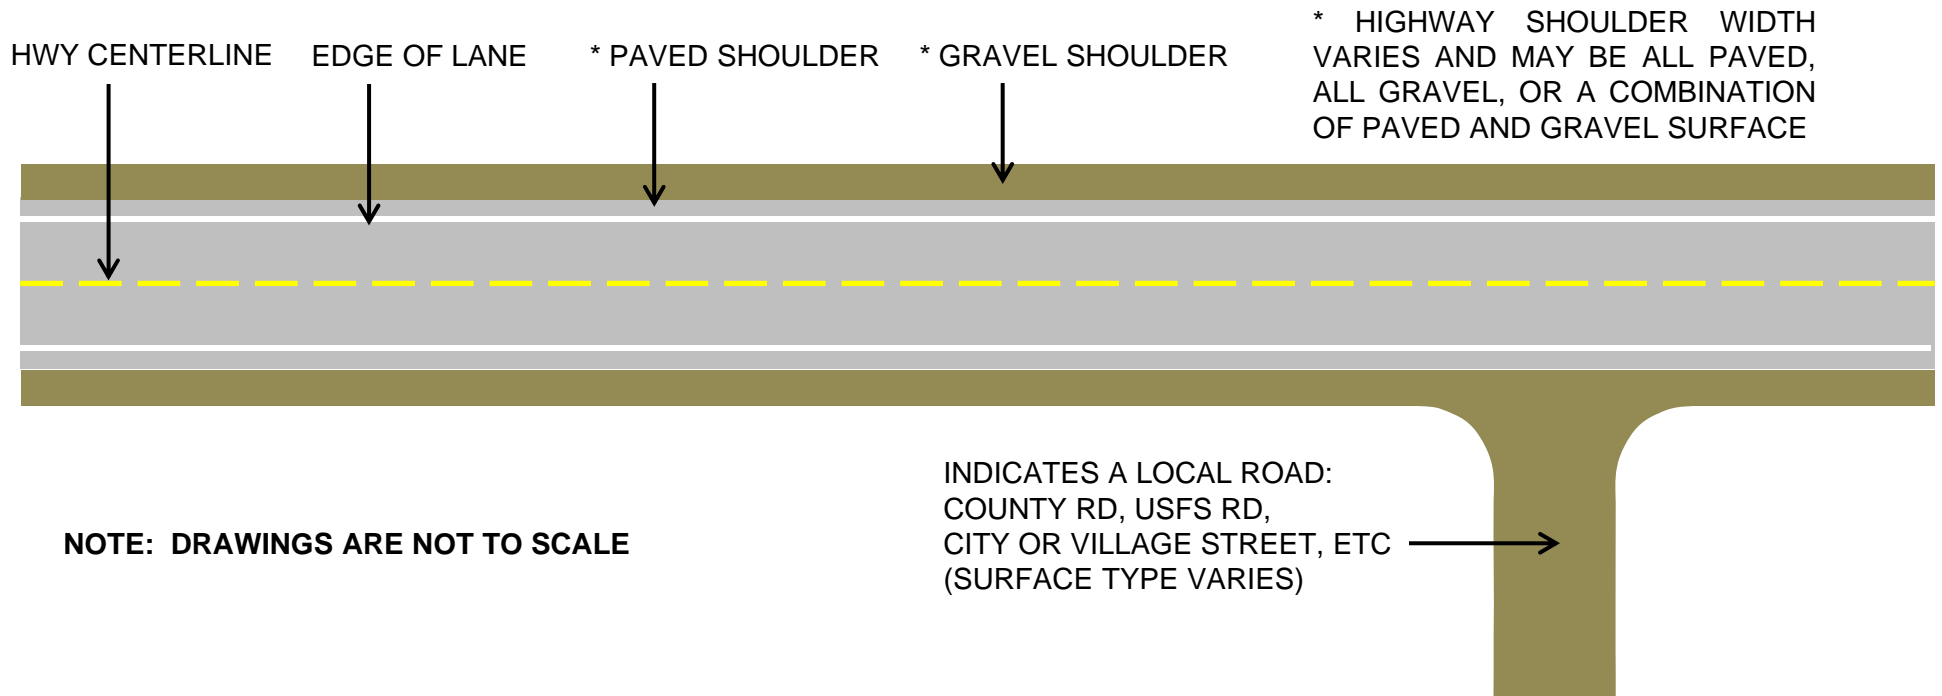 HWY CENTERLINE
EDGE OF LANE
* PAVED SHOULDER
* GRAVEL SHOULDER
* HIGHWAY SHOULDER WIDTH
VARIES AND MAY BE ALL PAVED,
ALL GRAVEL, OR A COMBINATION
OF PAVED AND GRAVEL SURFACE
INDICATES A LOCAL ROAD:
COUNTY RD, USFS RD,
CITY OR VILLAGE STREET, ETC
(SURFACE TYPE VARIES)
NOTE: DRAWINGS ARE NOT TO SCALE